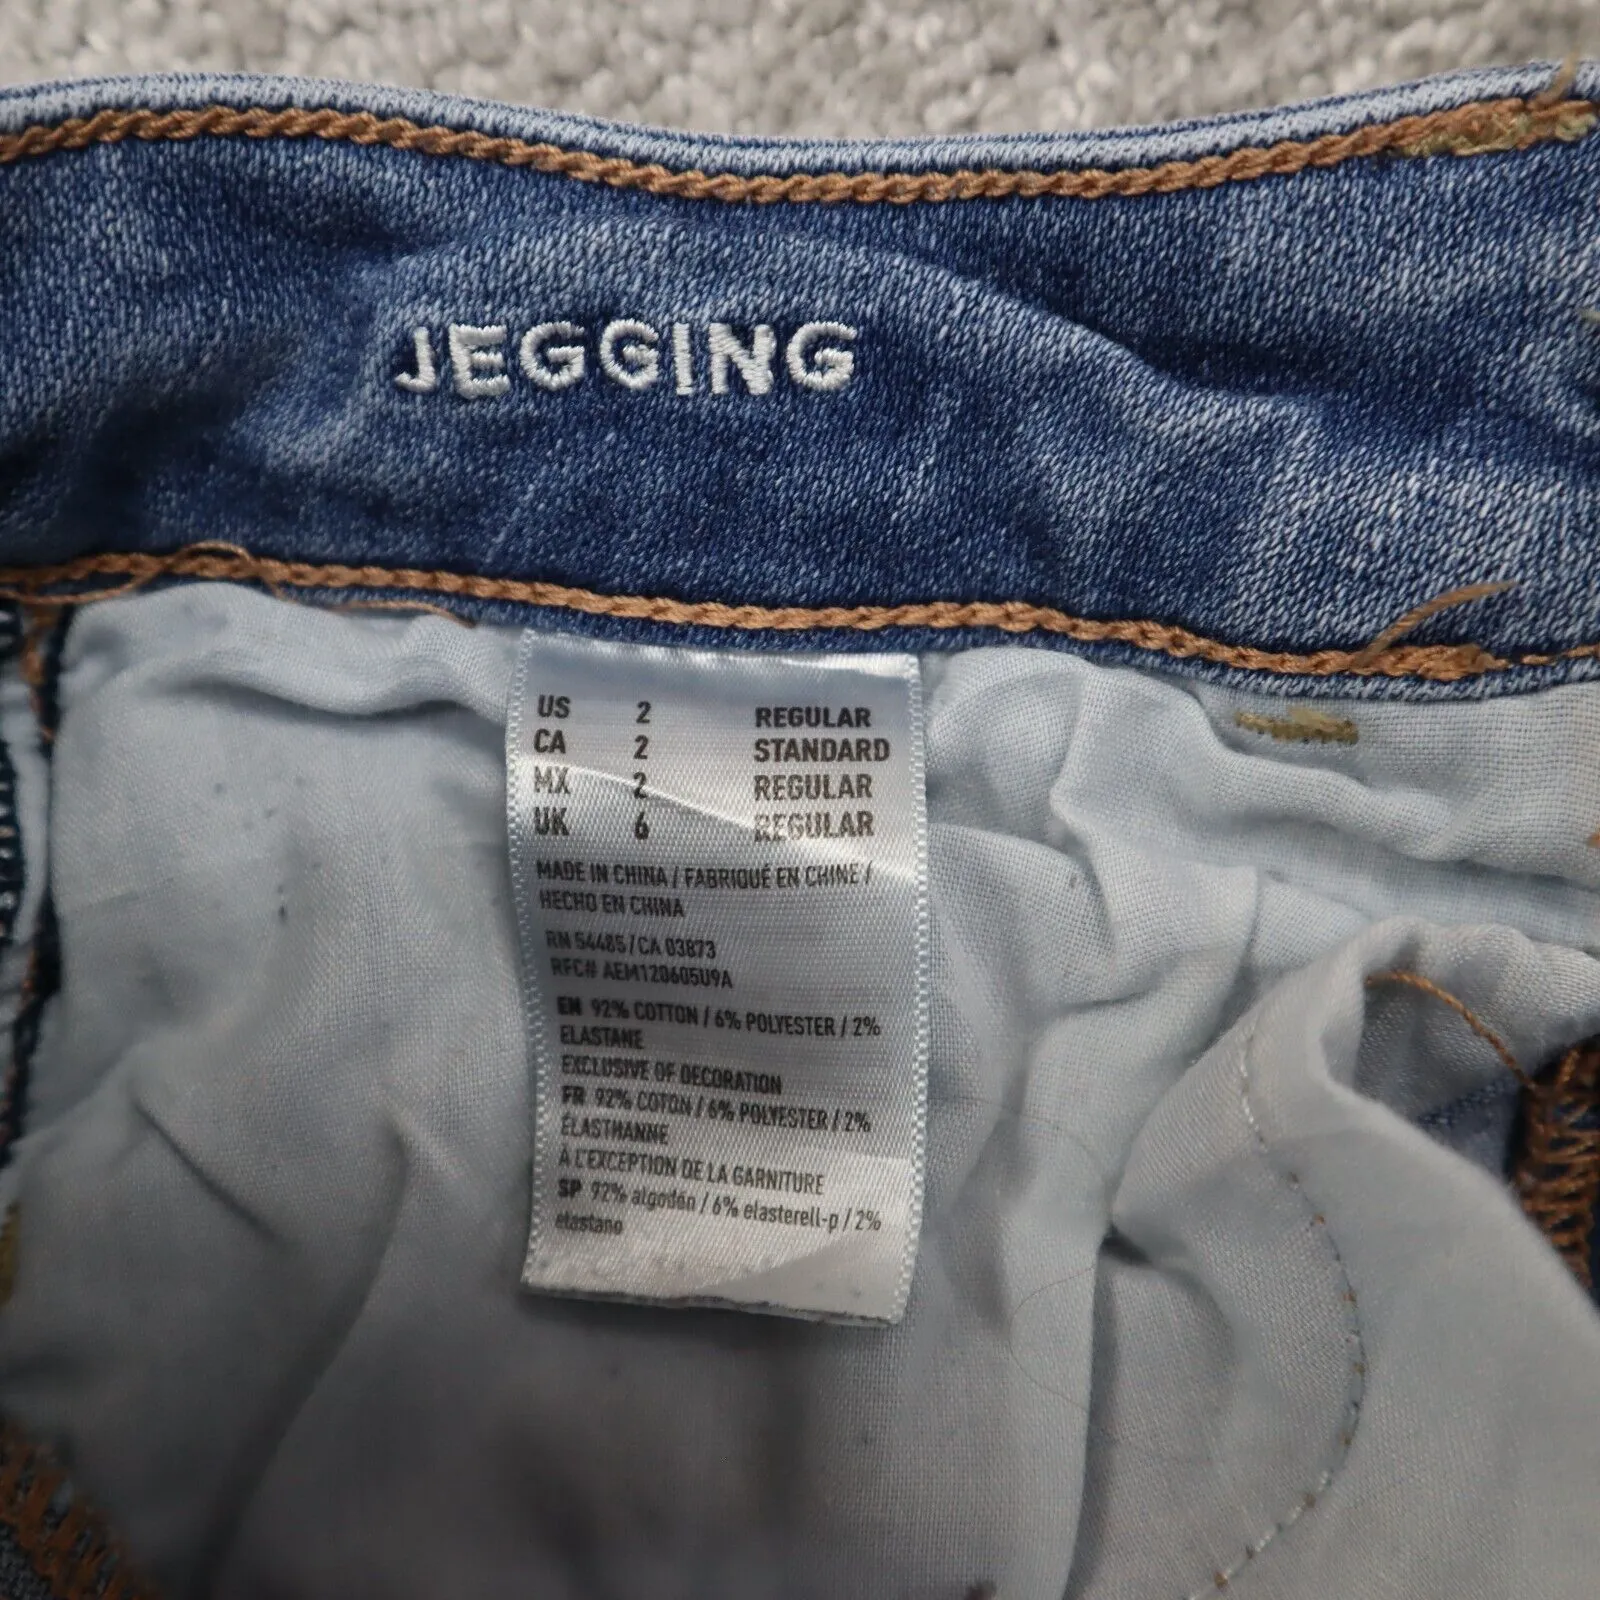 JEGGING
US 2 REGULAR
CA 2 STANDARD
MX 2 REGULAR
UK 6 REGULAR
MADE IN CHINA / FABRIQUÉ EN CHINE /
HECHO EN CHINA
RN 54485 / CA 03873
RFC# AEM120605U9A
EN 92% COTTON / 6% POLYESTER / 2%
ELASTANE
EXCLUSIVE OF DECORATION
FR 92% COTON / 6% POLYESTER / 2%
ÉLASTHANNE
À L'EXCEPTION DE LA GARNITURE
SP 92% algodón / 6% elasterell-p / 2%
elastano